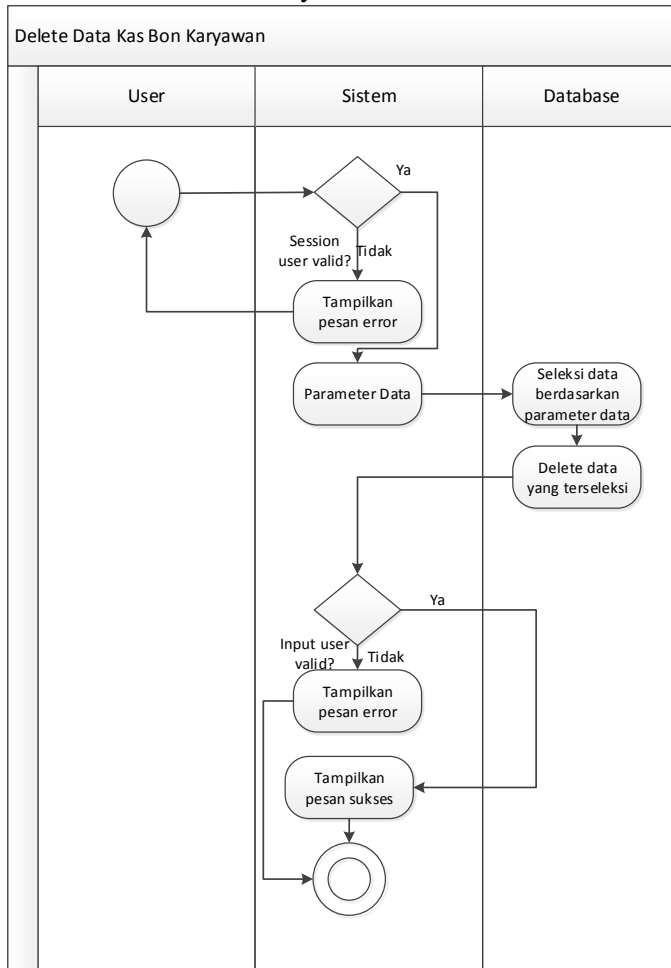 Delete Data Kas Bon Karyawan
User
Sistem
Database
Ya
Session
user valid?
Tidak
Tampilkan
pesan error
Parameter Data
Seleksi data
berdasarkan
parameter data
Delete data
yang terseleksi
Ya
Input user
valid?
Tidak
Tampilkan
pesan error
Tampilkan
pesan sukses